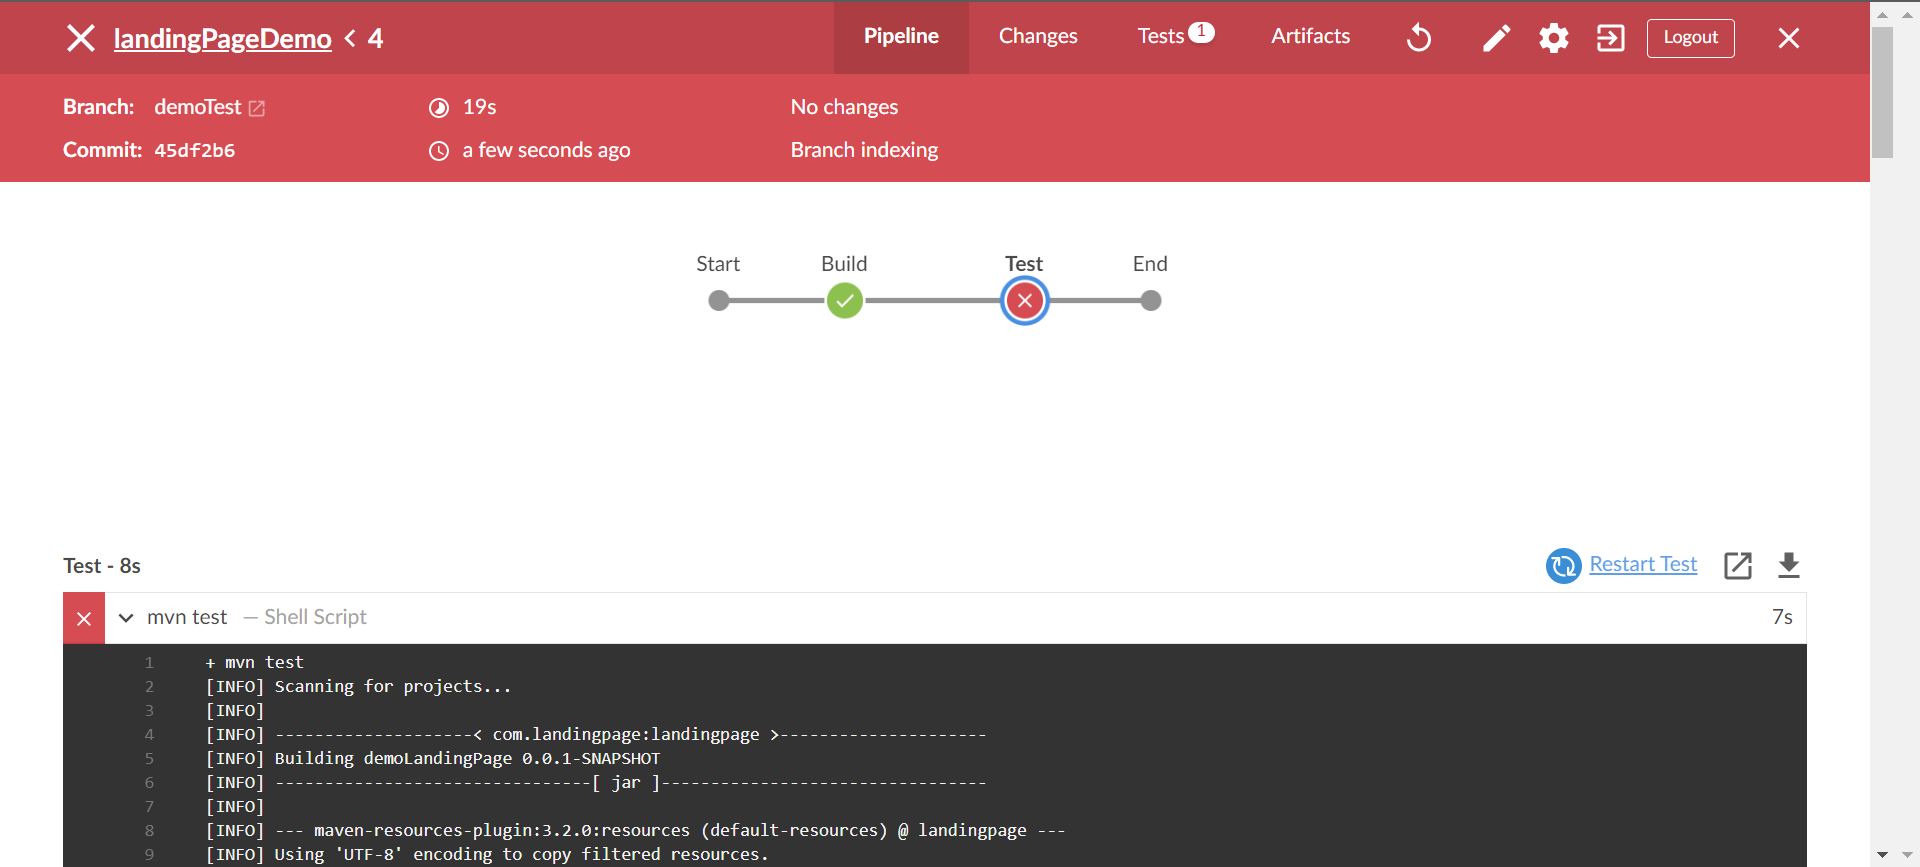 landingPageDemo < 4
Pipeline
Changes
Tests 1
Artifacts
Logout
Branch: demoTest
19s
No changes
Commit: 45df2b6
a few seconds ago
Branch indexing
Start
Build
Test
End
Test - 8s
Restart Test
mvn test — Shell Script
7s
1 + mvn test
2 [INFO] Scanning for projects...
3 [INFO]
4 [INFO] --------------------< com.landingpage:landingpage >---------------------
5 [INFO] Building demoLandingPage 0.0.1-SNAPSHOT
6 [INFO] --------------------------------[ jar ]---------------------------------
7 [INFO]
8 [INFO] --- maven-resources-plugin:3.2.0:resources (default-resources) @ landingpage ---
9 [INFO] Using 'UTF-8' encoding to copy filtered resources.